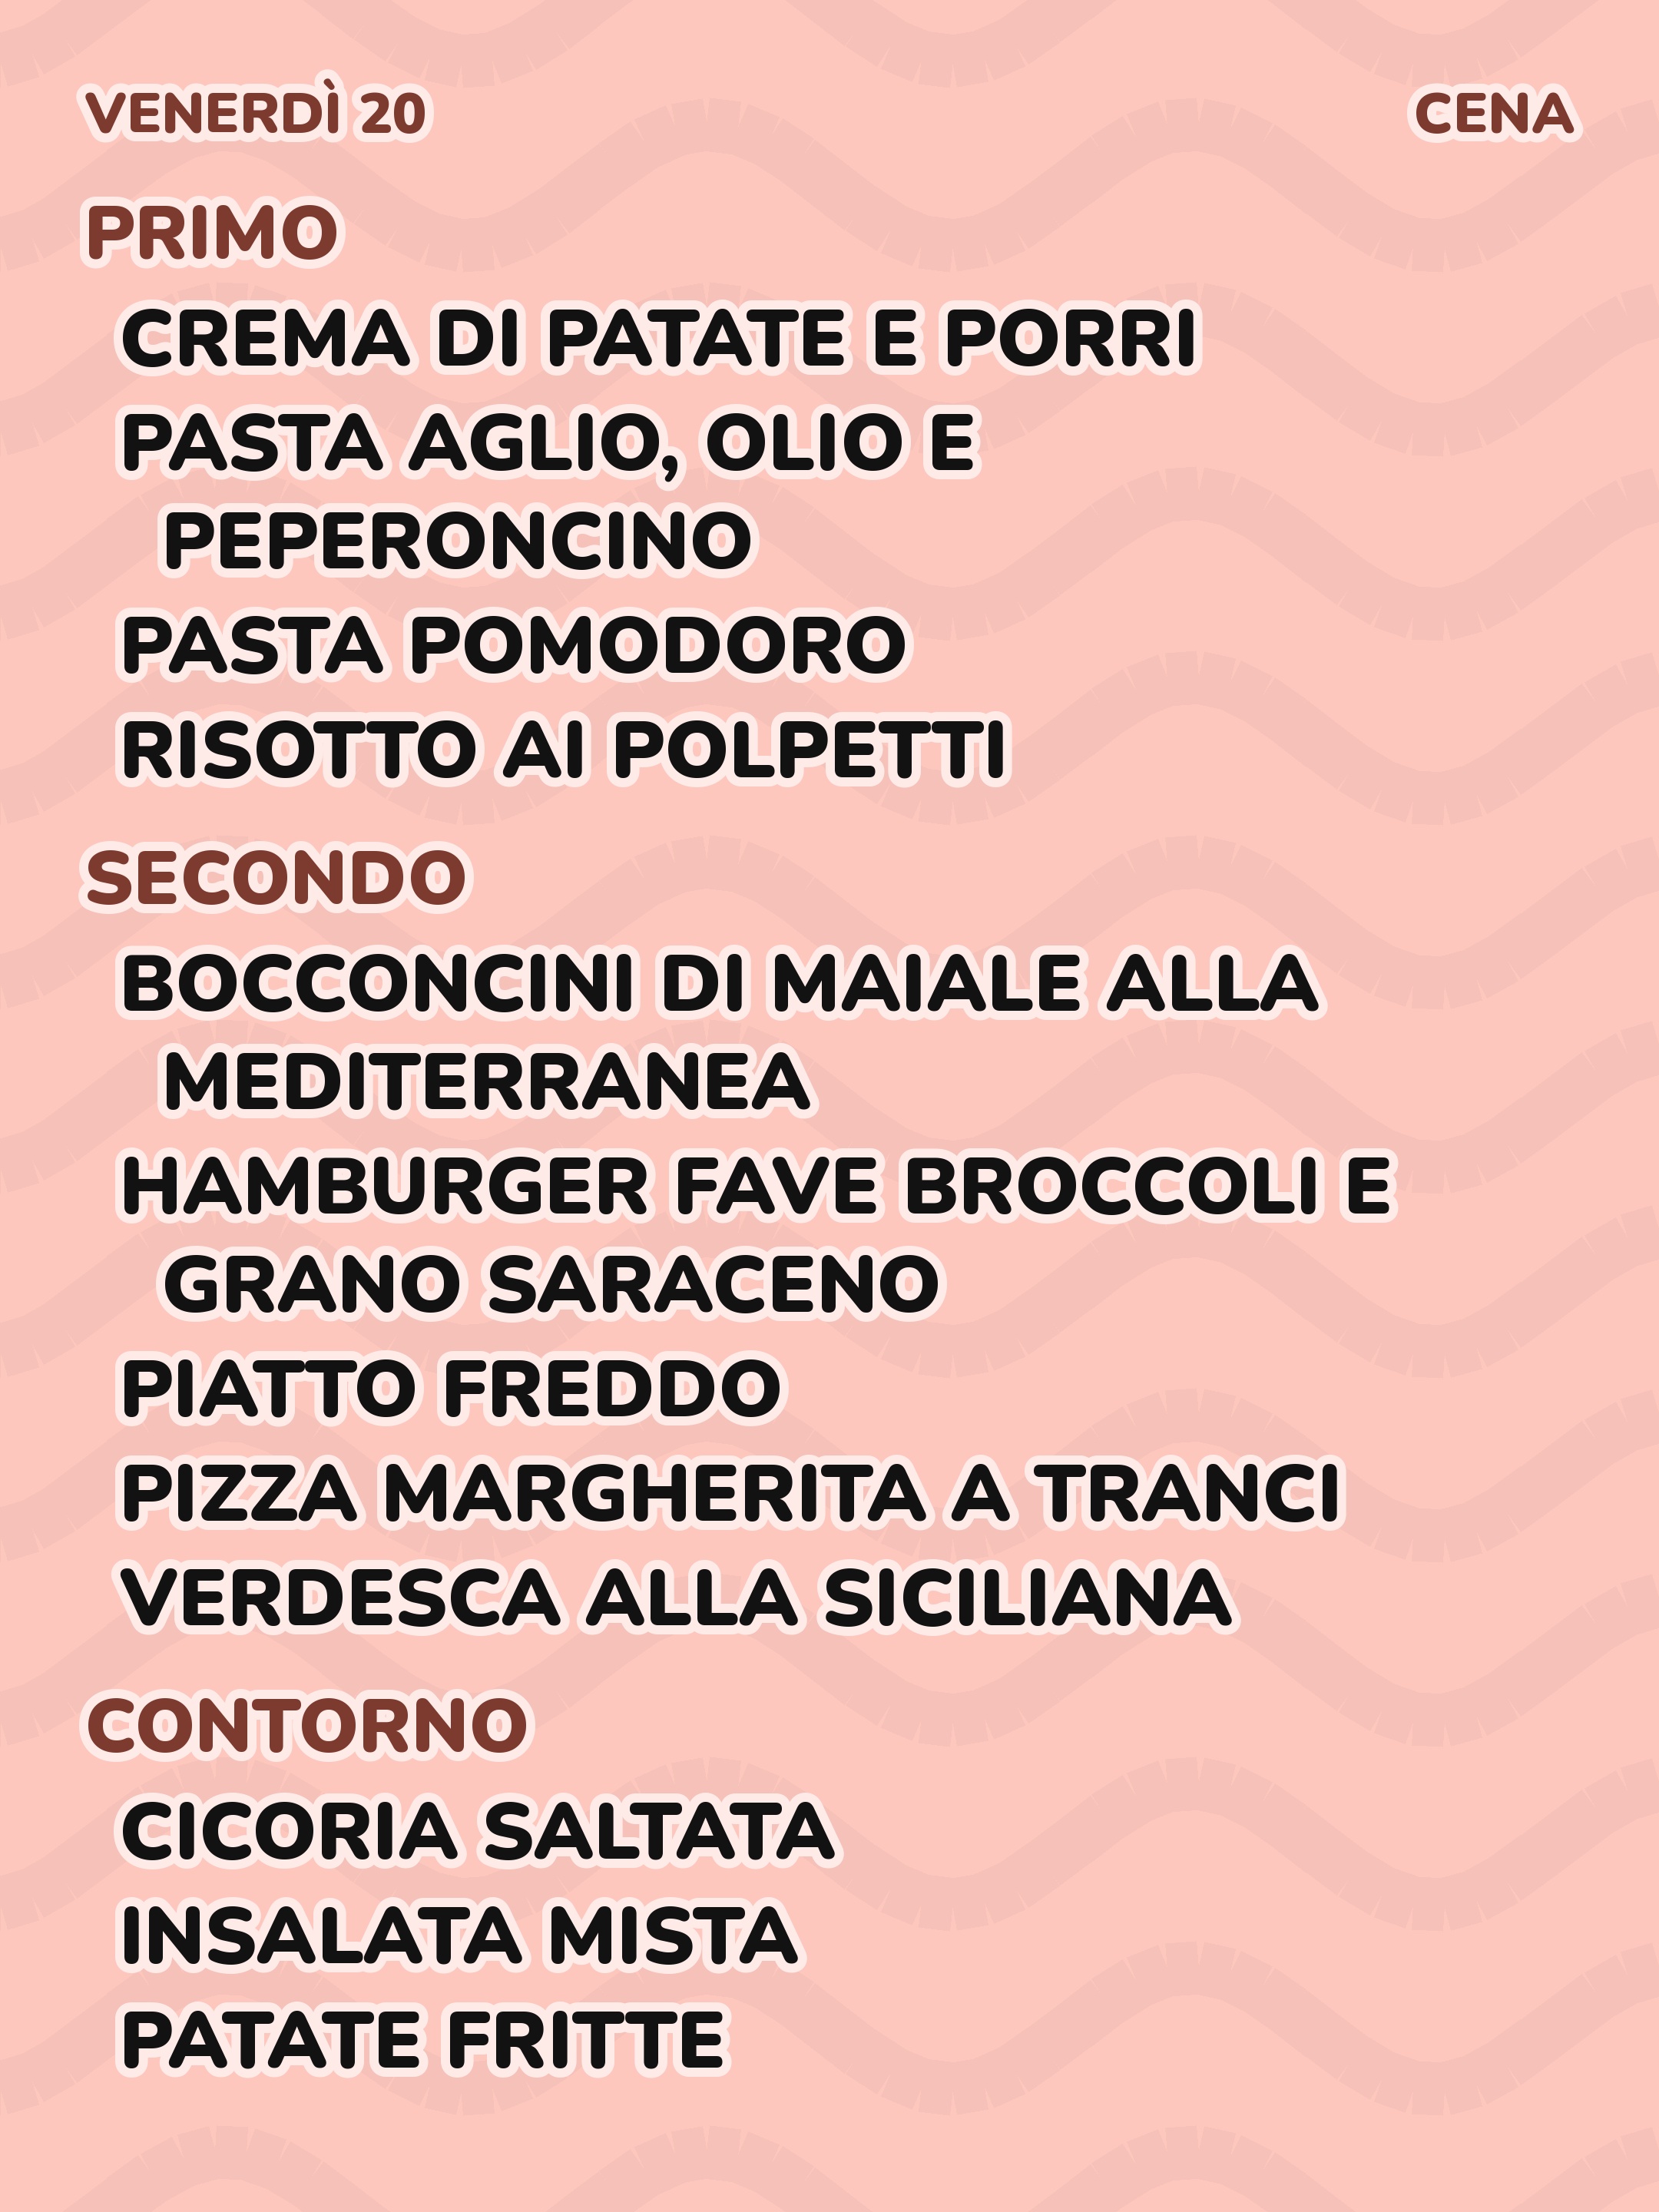 VENERDÌ 20
CENA
PRIMO
CREMA DI PATATE E PORRI
PASTA AGLIO, OLIO E
PEPERONCINO
PASTA POMODORO
RISOTTO AI POLPETTI
SECONDO
BOCCONCINI DI MAIALE ALLA
MEDITERRANEA
HAMBURGER FAVE BROCCOLI E
GRANO SARACENO
PIATTO FREDDO
PIZZA MARGHERITA A TRANCI
VERDESCA ALLA SICILIANA
CONTORNO
CICORIA SALTATA
INSALATA MISTA
PATATE FRITTE